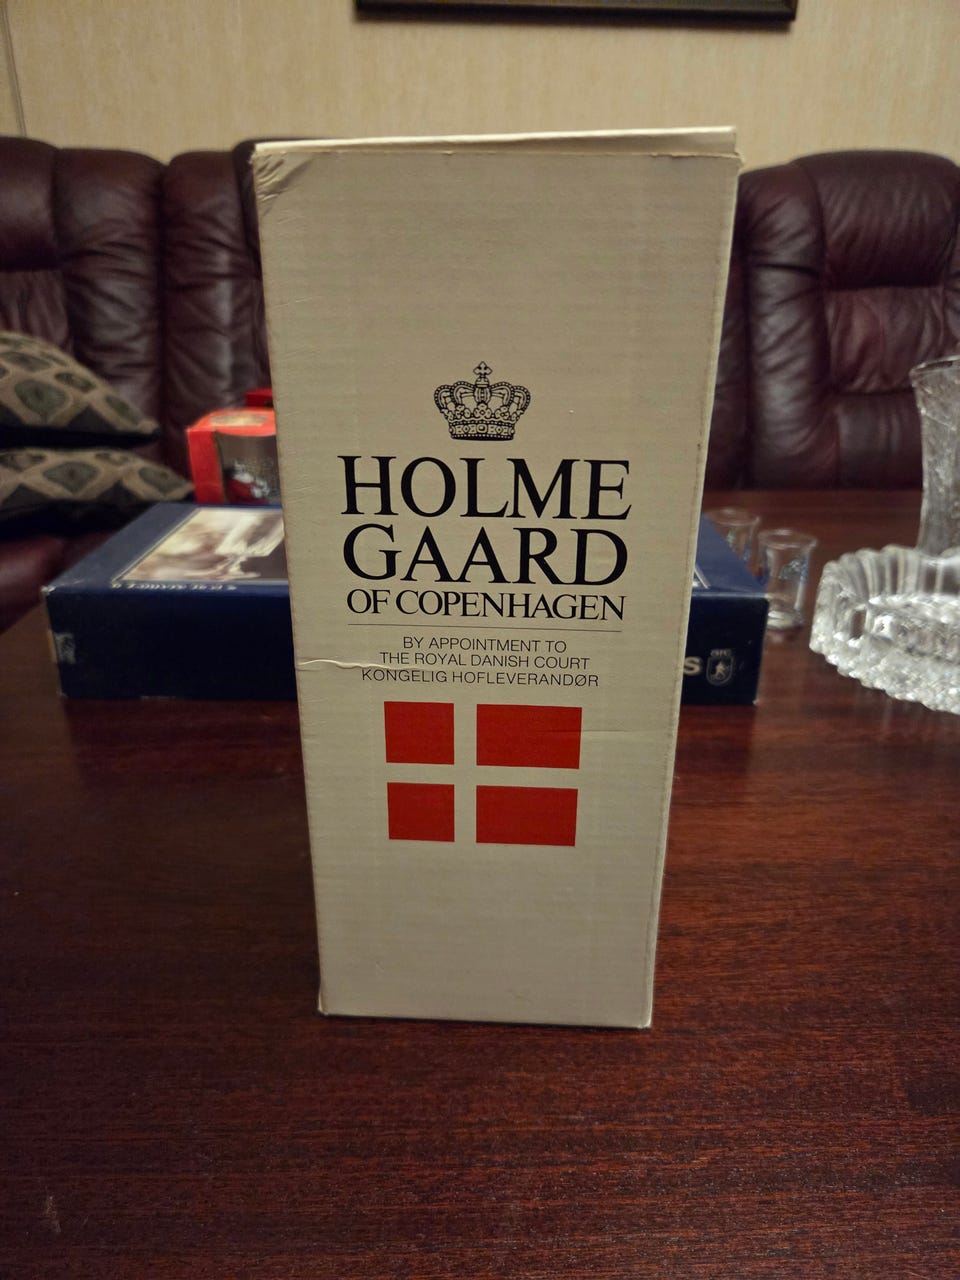 HOLME
GAARD
OF COPENHAGEN
BY APPOINTMENT TO
THE ROYAL DANISH COURT
KONGELIG HOFLEVERANDØR